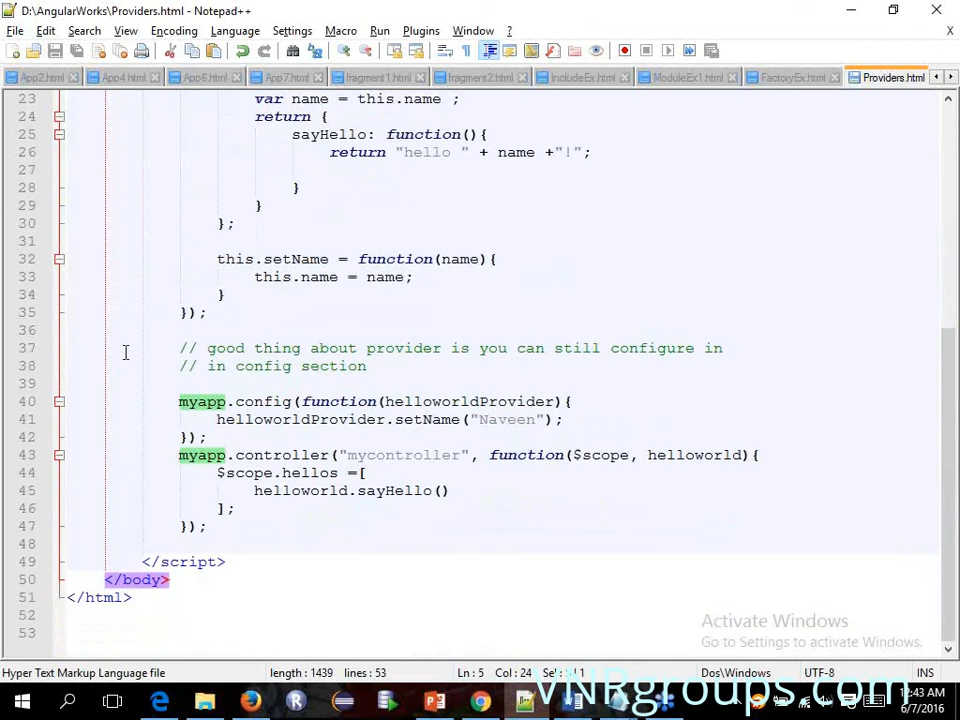 D:\AngularWorks\Providers.html - Notepad++
File Edit Search View Encoding Language Settings Macro Run Plugins Window ? X
App2.html App4.html App6.html App7.html fragment1.html fragment2.html IncludeEx.html ModuleEx1.html FactoryEx.html Providers.html
23 var name = this.name ;
24 return {
25 sayHello: function(){
26 return "hello " + name +"!";
27
28 }
29 }
30 };
31
32 this.setName = function(name){
33 this.name = name;
34 }
35 });
36
37 // good thing about provider is you can still configure in
38 // in config section
39
40 myapp.config(function(helloworldProvider){
41 helloworldProvider.setName("Naveen");
42 });
43 myapp.controller("mycontroller", function($scope, helloworld){
44 $scope.hellos =[
45 helloworld.sayHello()
46 ];
47 });
48
49 </script>
50 </body>
51 </html>
52
53
Activate Windows
Go to Settings to activate Windows.
Hyper Text Markup Language file length : 1439 lines : 53 Ln : 5 Col : 24 Dos\Windows UTF-8 INS
VNRgroups.com
12:43 AM
6/7/2016